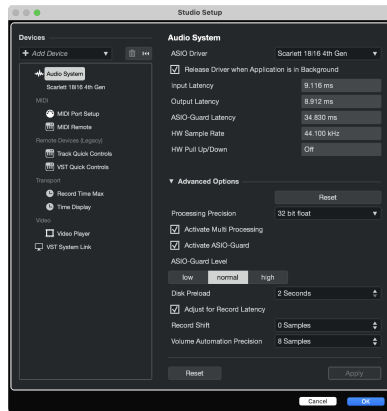 Studio Setup
Devices
+ Add Device
Audio System
Scarlett 18i16 4th Gen
MIDI
MIDI Port Setup
MIDI Remote
Remote Devices (Legacy)
Track Quick Controls
VST Quick Controls
Transport
Record Time Max
Time Display
Video
Video Player
VST System Link
Audio System
ASIO Driver Scarlett 18i16 4th Gen
Release Driver when Application is in Background
Input Latency 9.116 ms
Output Latency 8.912 ms
ASIO-Guard Latency 34.830 ms
HW Sample Rate 44.100 kHz
HW Pull Up/Down Off
Advanced Options
Reset
Processing Precision 32 bit float
Activate Multi Processing
Activate ASIO-Guard
ASIO-Guard Level
low normal high
Disk Preload 2 Seconds
Adjust for Record Latency
Record Shift 0 Samples
Volume Automation Precision 8 Samples
Reset Apply
Cancel OK